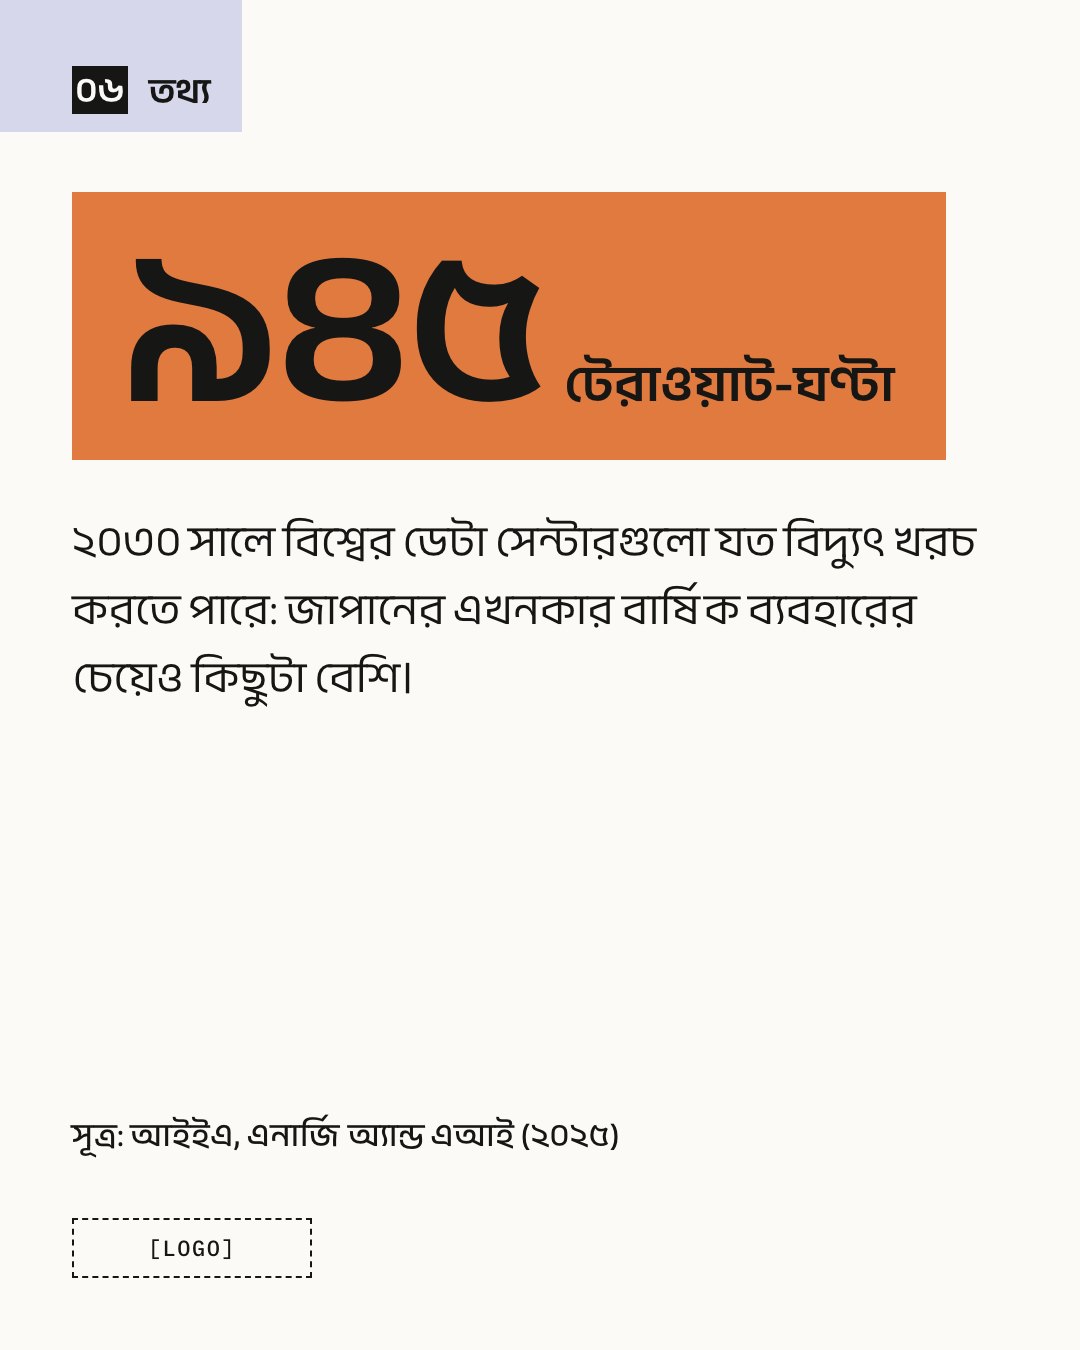 ০৬ তথ্য
৯৪৫ টেরাওয়াট-ঘণ্টা
২০৩০ সালে বিশ্বের ডেটা সেন্টারগুলো যত বিদ্যুৎ খরচ
করতে পারে: জাপানের এখনকার বার্ষিক ব্যবহারের
চেয়েও কিছুটা বেশি।
সূত্র: আইইএ, এনার্জি অ্যান্ড এআই (২০২৫)
[LOGO]